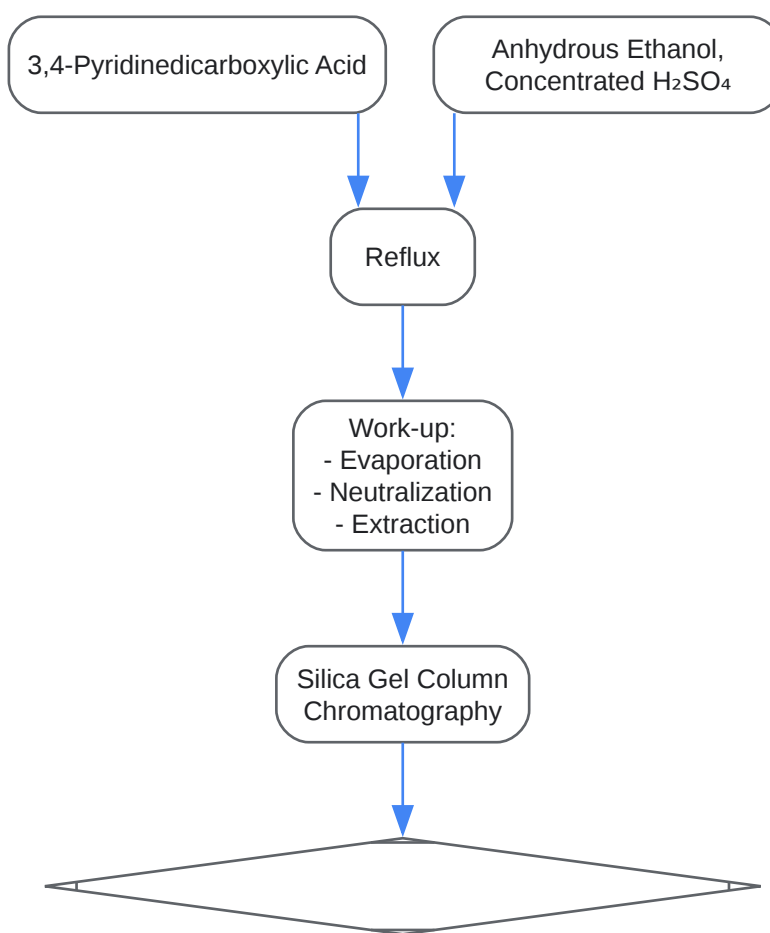 3,4-Pyridinedicarboxylic Acid
Anhydrous Ethanol,
Concentrated H₂SO₄
Reflux
Work-up:
- Evaporation
- Neutralization
- Extraction
Silica Gel Column
Chromatography